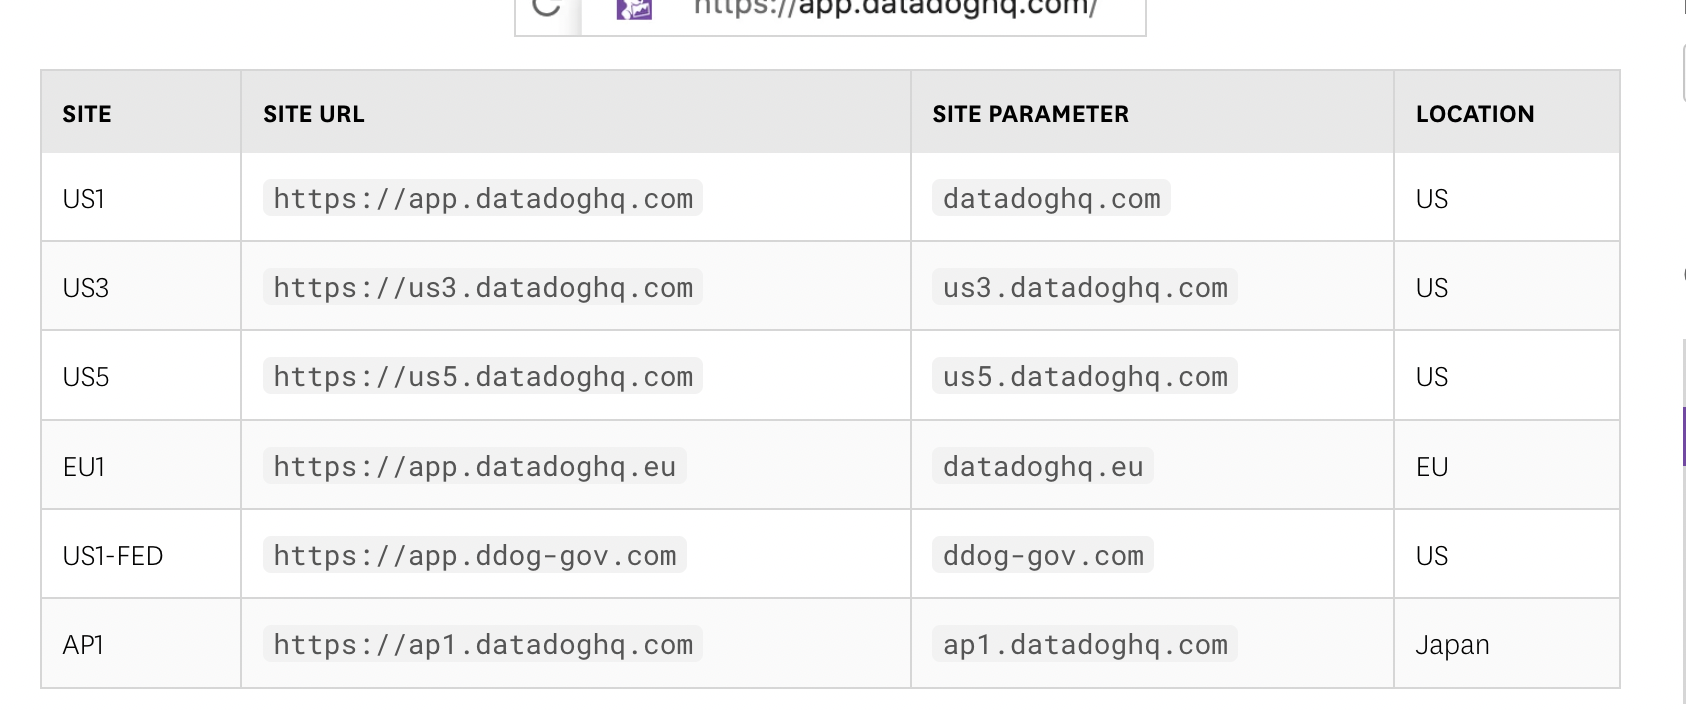 https://app.datadoghq.com/
SITE SITE URL SITE PARAMETER LOCATION
US1 https://app.datadoghq.com datadoghq.com US
US3 https://us3.datadoghq.com us3.datadoghq.com US
US5 https://us5.datadoghq.com us5.datadoghq.com US
EU1 https://app.datadoghq.eu datadoghq.eu EU
US1-FED https://app.ddog-gov.com ddog-gov.com US
AP1 https://ap1.datadoghq.com ap1.datadoghq.com Japan